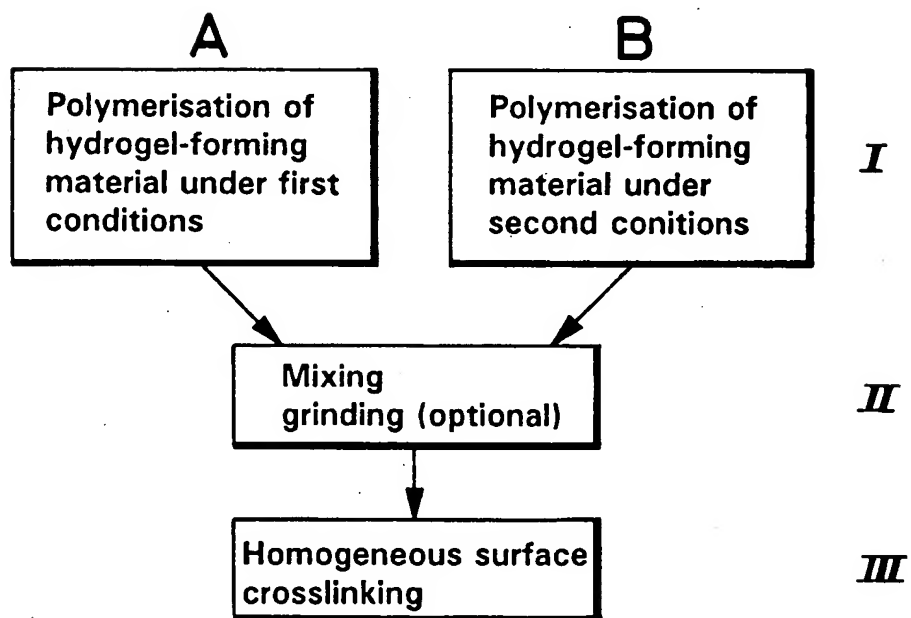 A
B
Polymerisation of
hydrogel-forming
material under first
conditions
Polymerisation of
hydrogel-forming
material under
second conitions
I
Mixing
grinding (optional)
II
Homogeneous surface
crosslinking
III